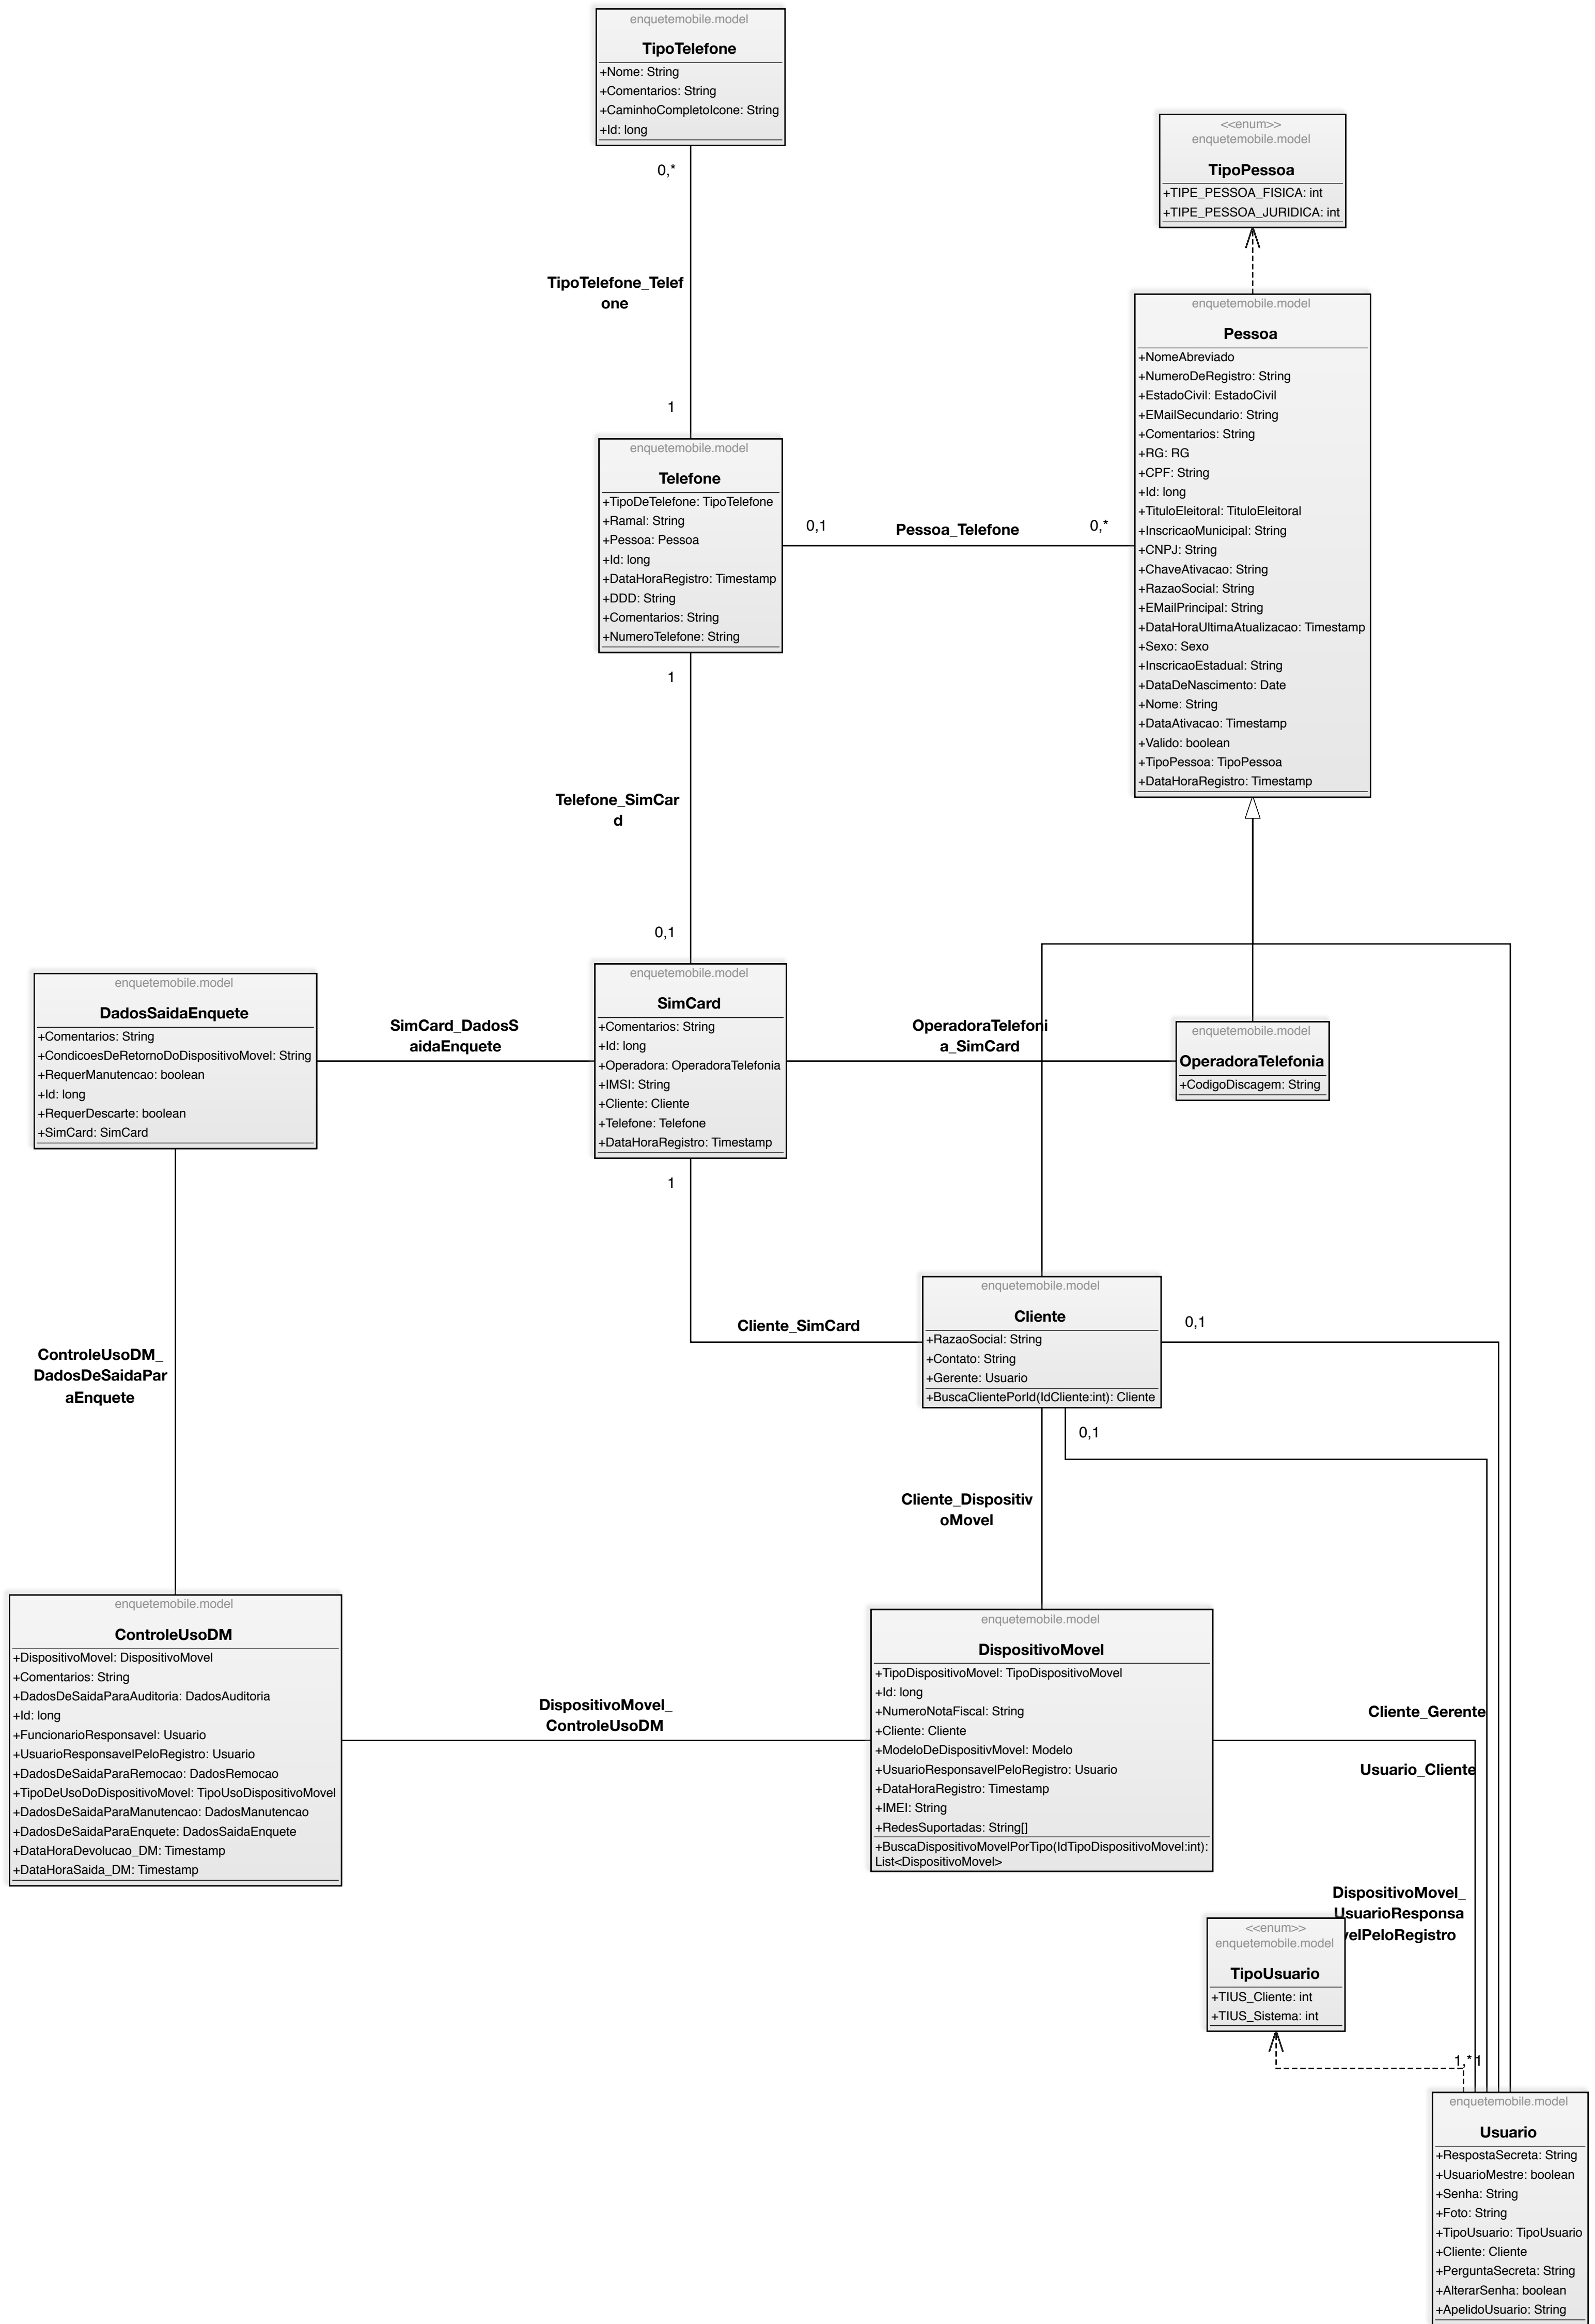 enquetemobile.model
TipoTelefone
+Nome: String
+Comentarios: String
+CaminhoCompletoIcone: String
+Id: long
0,*
TipoTelefone_Telef
one
1
<<enum>>
enquetemobile.model
TipoPessoa
+TIPE_PESSOA_FISICA: int
+TIPE_PESSOA_JURIDICA: int
enquetemobile.model
Pessoa
+NomeAbreviado
+NumeroDeRegistro: String
+EstadoCivil: EstadoCivil
+EMailSecundario: String
+Comentarios: String
+RG: RG
+CPF: String
+Id: long
+TituloEleitoral: TituloEleitoral
+InscricaoMunicipal: String
+CNPJ: String
+ChaveAtivacao: String
+RazaoSocial: String
+EMailPrincipal: String
+DataHoraUltimaAtualizacao: Timestamp
+Sexo: Sexo
+InscricaoEstadual: String
+DataDeNascimento: Date
+Nome: String
+DataAtivacao: Timestamp
+Valido: boolean
+TipoPessoa: TipoPessoa
+DataHoraRegistro: Timestamp
enquetemobile.model
Telefone
+TipoDeTelefone: TipoTelefone
+Ramal: String
+Pessoa: Pessoa
+Id: long
+DataHoraRegistro: Timestamp
+DDD: String
+Comentarios: String
+NumeroTelefone: String
0,1
Pessoa_Telefone
0,*
1
Telefone_SimCar
d
0,1
enquetemobile.model
DadosSaidaEnquete
+Comentarios: String
+CondicoesDeRetornoDoDispositivoMovel: String
+RequerManutencao: boolean
+Id: long
+RequerDescarte: boolean
+SimCard: SimCard
SimCard_DadosS
aidaEnquete
enquetemobile.model
SimCard
+Comentarios: String
+Id: long
+Operadora: OperadoraTelefonia
+IMSI: String
+Cliente: Cliente
+Telefone: Telefone
+DataHoraRegistro: Timestamp
OperadoraTelefoni
a_SimCard
enquetemobile.model
OperadoraTelefonia
+CodigoDiscagem: String
1
Cliente_SimCard
enquetemobile.model
Cliente
+RazaoSocial: String
+Contato: String
+Gerente: Usuario
+BuscaClientePorId(IdCliente:int): Cliente
0,1
0,1
ControleUsoDM_
DadosDeSaidaPar
aEnquete
Cliente_Dispositiv
oMovel
enquetemobile.model
ControleUsoDM
+DispositivoMovel: DispositivoMovel
+Comentarios: String
+DadosDeSaidaParaAuditoria: DadosAuditoria
+Id: long
+FuncionarioResponsavel: Usuario
+UsuarioResponsavelPeloRegistro: Usuario
+DadosDeSaidaParaRemocao: DadosRemocao
+TipoDeUsoDoDispositivoMovel: TipoUsoDispositivoMovel
+DadosDeSaidaParaManutencao: DadosManutencao
+DadosDeSaidaParaEnquete: DadosSaidaEnquete
+DataHoraDevolucao_DM: Timestamp
+DataHoraSaida_DM: Timestamp
DispositivoMovel_
ControleUsoDM
enquetemobile.model
DispositivoMovel
+TipoDispositivoMovel: TipoDispositivoMovel
+Id: long
+NumeroNotaFiscal: String
+Cliente: Cliente
+ModeloDeDispositivMovel: Modelo
+UsuarioResponsavelPeloRegistro: Usuario
+DataHoraRegistro: Timestamp
+IMEI: String
+RedesSuportadas: String[]
+BuscaDispositivoMovelPorTipo(IdTipoDispositivoMovel:int):
List<DispositivoMovel>
Cliente_Gerente
Usuario_Cliente
DispositivoMovel_
UsuarioResponsa
velPeloRegistro
<<enum>>
enquetemobile.model
TipoUsuario
+TIUS_Cliente: int
+TIUS_Sistema: int
1,*
1
enquetemobile.model
Usuario
+RespostaSecreta: String
+UsuarioMestre: boolean
+Senha: String
+Foto: String
+TipoUsuario: TipoUsuario
+Cliente: Cliente
+PerguntaSecreta: String
+AlterarSenha: boolean
+ApelidoUsuario: String